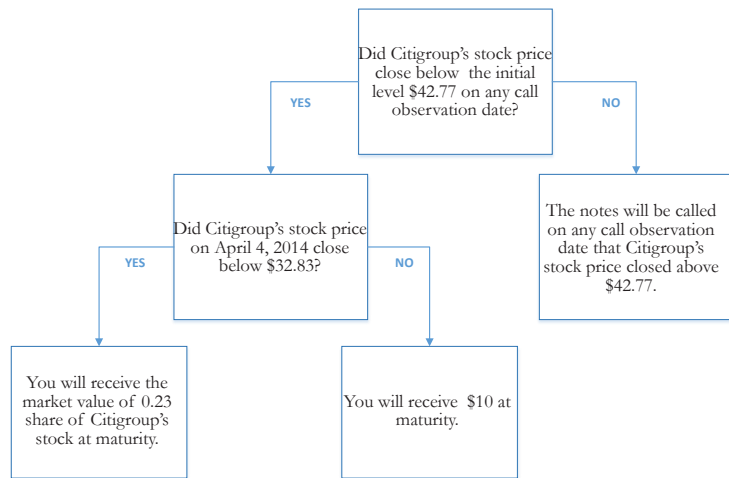 Did Citigroup's stock price
close below the initial
level $42.77 on any call
observation date?
YES
NO
Did Citigroup's stock price
on April 4, 2014 close
below $32.83?
The notes will be called
on any call observation
date that Citigroup's
stock price closed above
$42.77.
YES
NO
You will receive the
market value of 0.23
share of Citigroup's
stock at maturity.
You will receive $10 at
maturity.